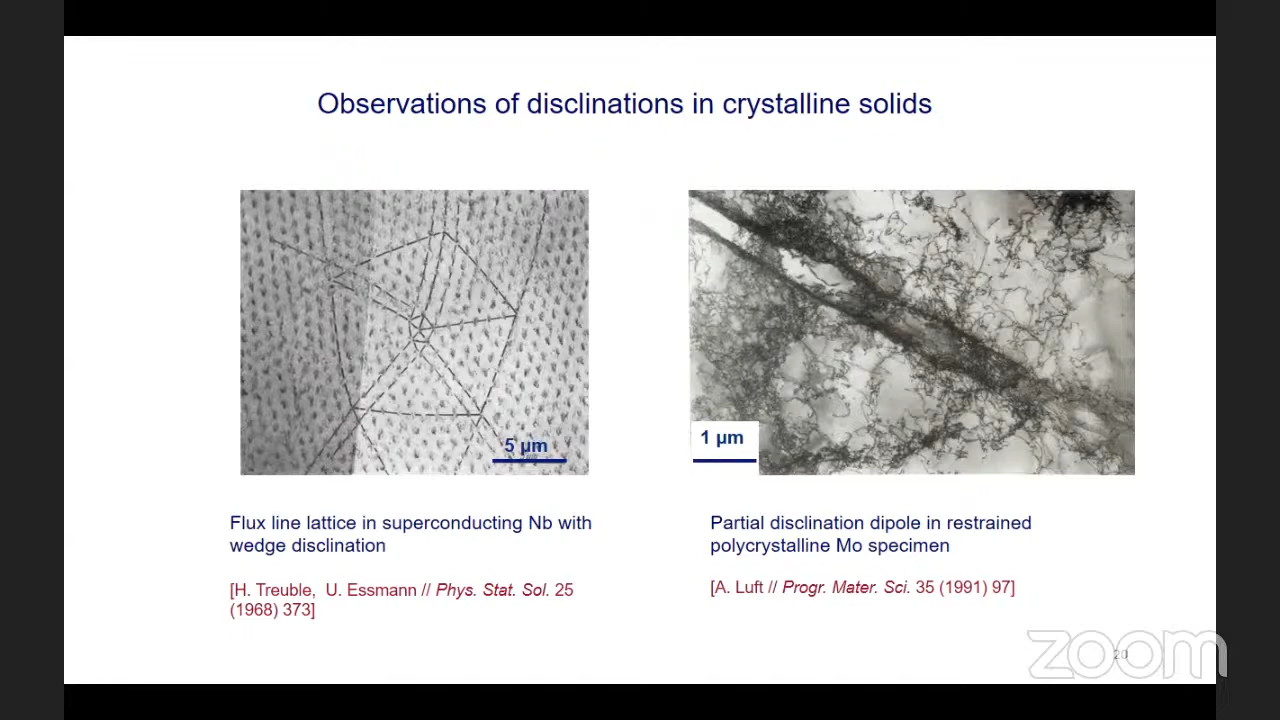 Observations of disclinations in crystalline solids
5 µm
1 µm
Flux line lattice in superconducting Nb with
wedge disclination
[H. Treuble, U. Essmann // Phys. Stat. Sol. 25
(1968) 373]
Partial disclination dipole in restrained
polycrystalline Mo specimen
[A. Luft // Progr. Mater. Sci. 35 (1991) 97]
20
zoom